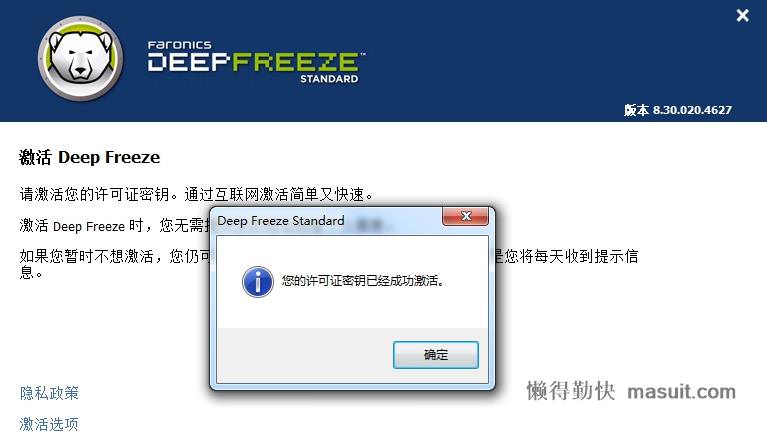 FARONICS
DEEPFREEZE™
STANDARD
版本 8.30.020.4627
激活 Deep Freeze
请激活您的许可证密钥。通过互联网激活简单又快速。
激活 Deep Freeze 时，您无需
Deep Freeze Standard
如果您暂时不想激活，您仍可
是您将每天收到提示信
息。
您的许可证密钥已经成功激活。
确定
隐私政策
懒得勤快 masuit.com
激活选项